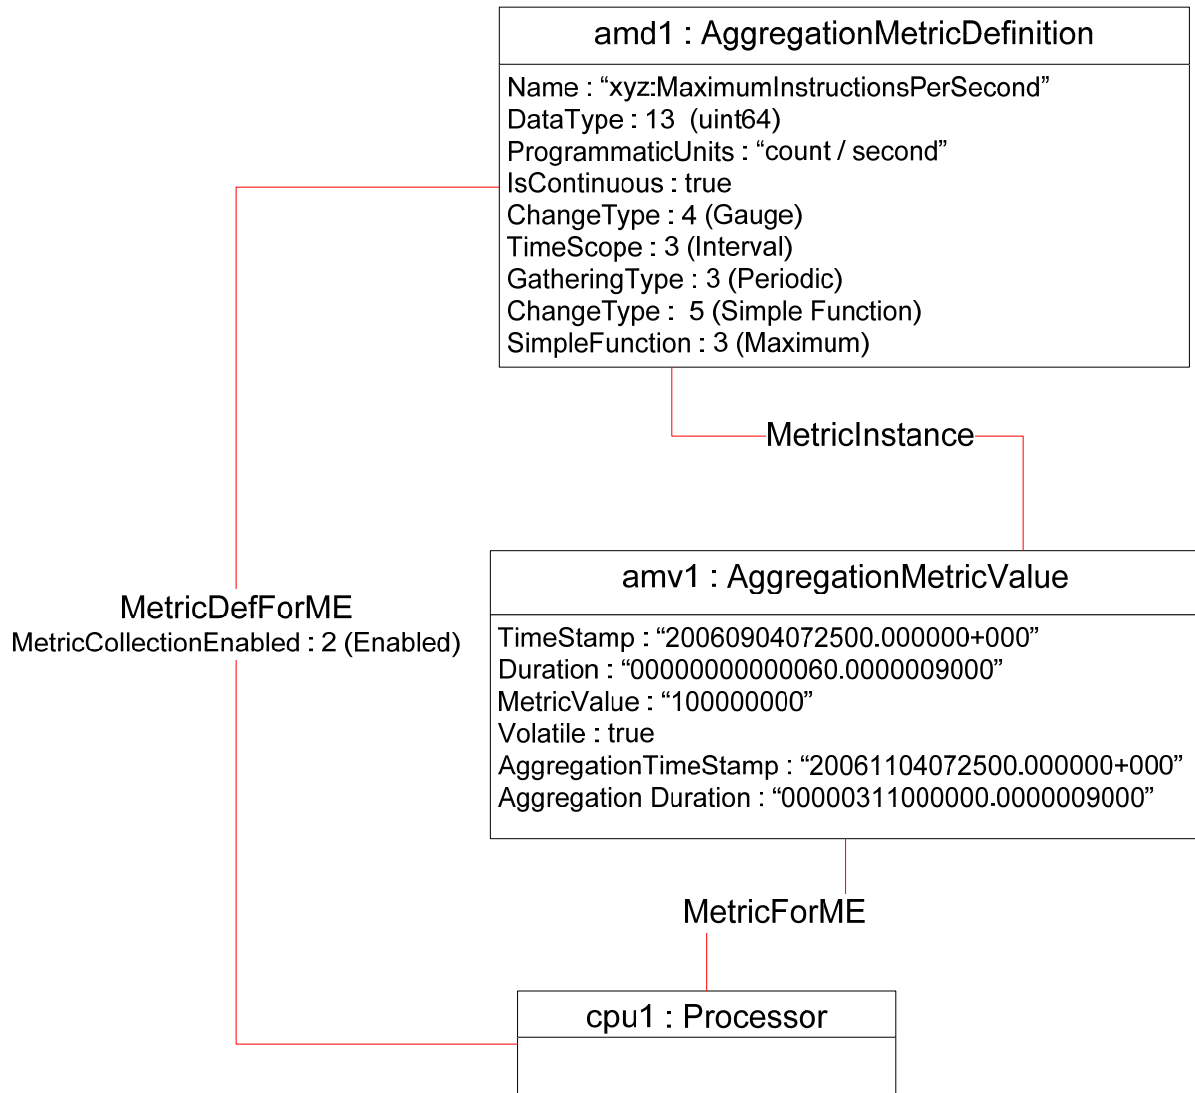 amd1 : AggregationMetricDefinition
Name : “xyz:MaximumInstructionsPerSecond”
DataType : 13  (uint64)
ProgrammaticUnits : “count / second”
IsContinuous : true
ChangeType : 4 (Gauge)
TimeScope : 3 (Interval)
GatheringType : 3 (Periodic)
ChangeType :  5 (Simple Function)
SimpleFunction : 3 (Maximum)
MetricInstance
amv1 : AggregationMetricValue
TimeStamp : “20060904072500.000000+000”
Duration : “00000000000060.0000009000”
MetricValue : “100000000”
Volatile : true
AggregationTimeStamp : “20061104072500.000000+000”
Aggregation Duration : “00000311000000.0000009000”
MetricDefForME
MetricCollectionEnabled : 2 (Enabled)
MetricForME
cpu1 : Processor